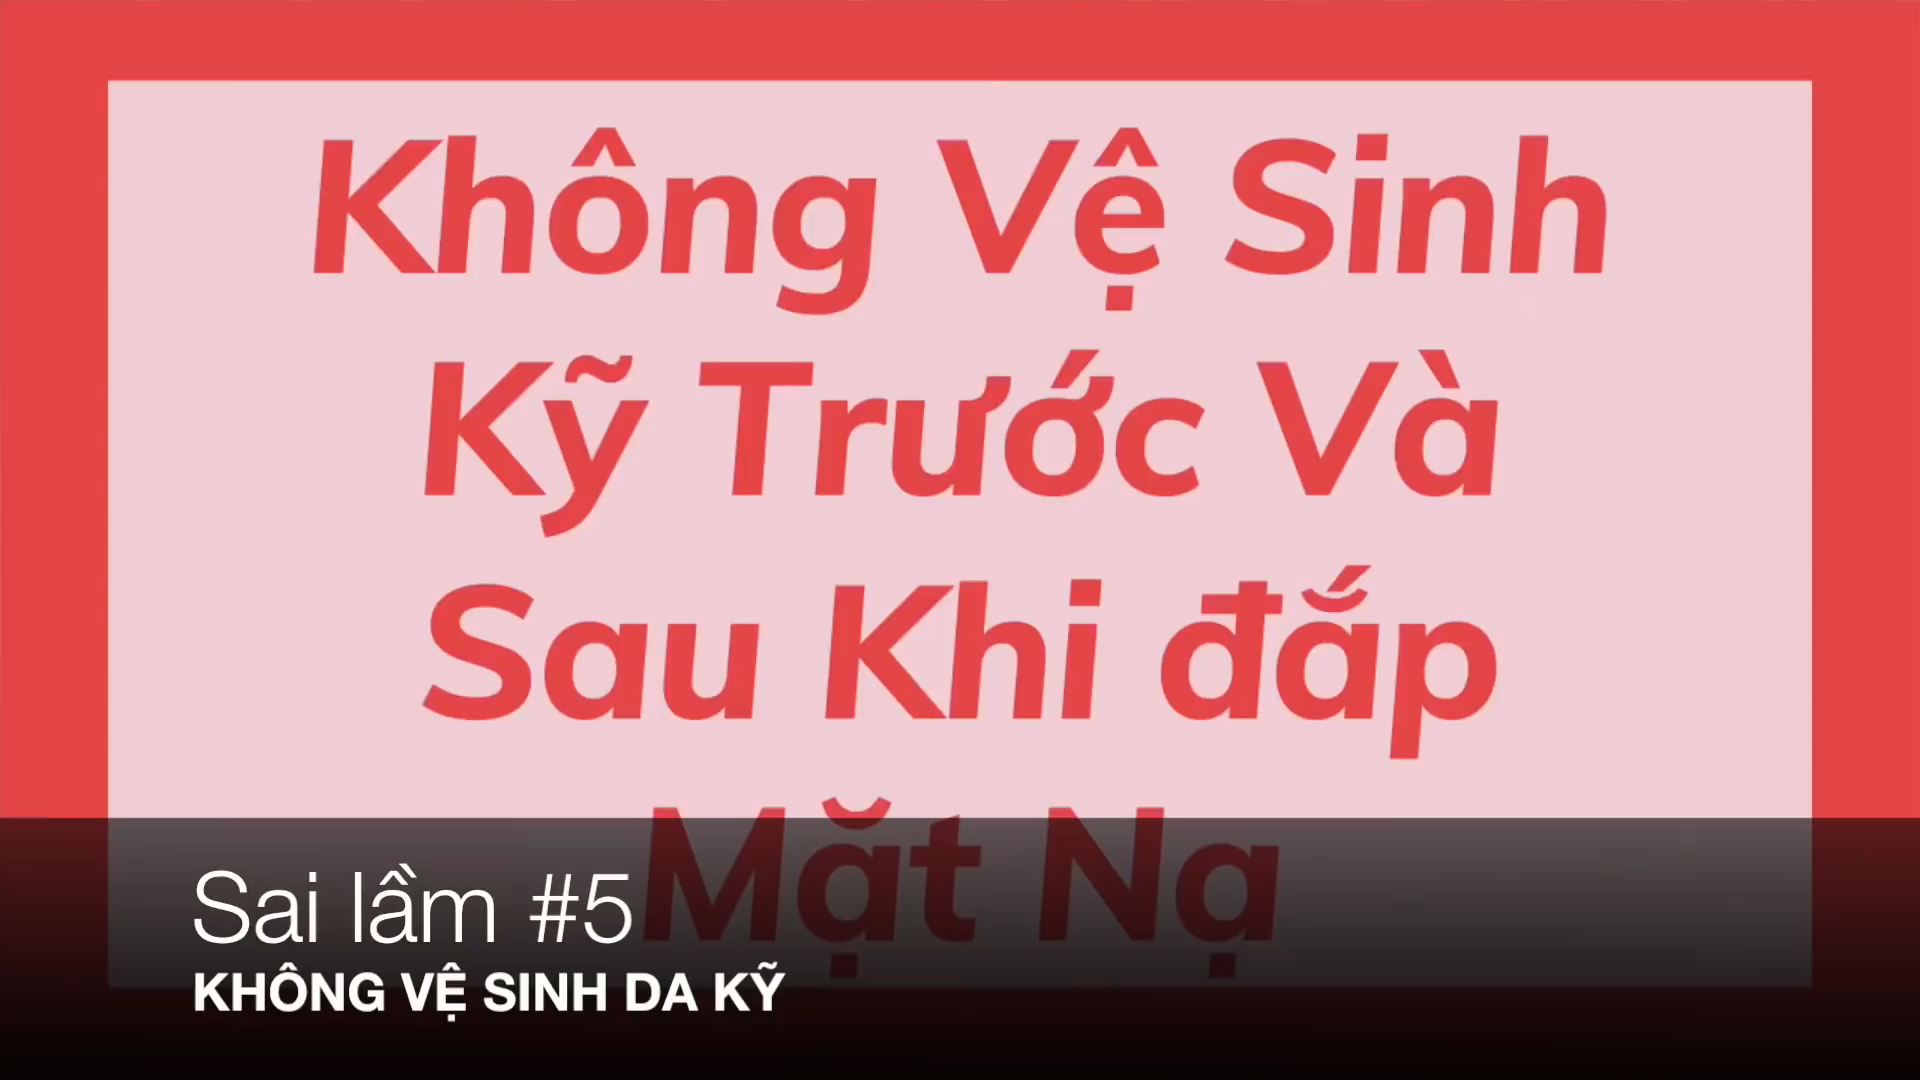 Không Vệ Sinh
Kỹ Trước Và
Sau Khi đắp
Mặt Nạ
Sai lầm #5
KHÔNG VỆ SINH DA KỸ